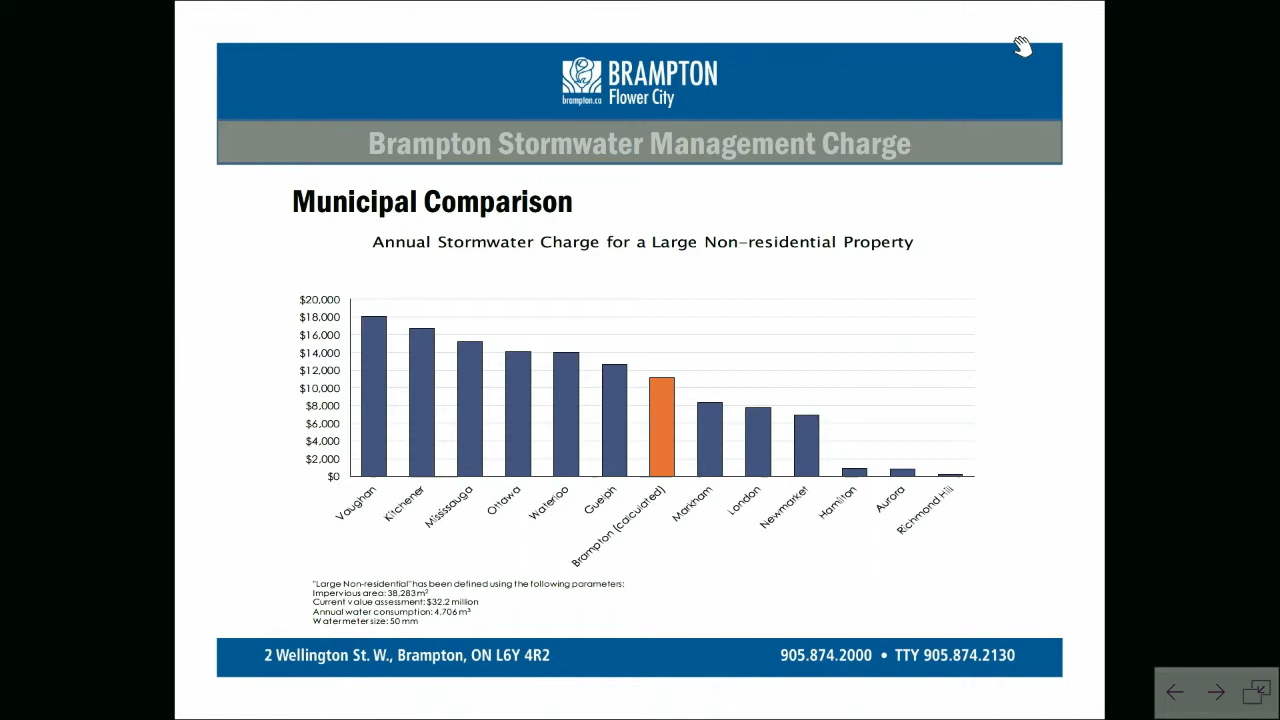 BRAMPTON
brampton.ca Flower City
Brampton Stormwater Management Charge
Municipal Comparison
Annual Stormwater Charge for a Large Non-residential Property
$20,000
$18,000
$16,000
$14,000
$12,000
$10,000
$8,000
$6,000
$4,000
$2,000
$0
Vaughan
Kitchener
Mississauga
Ottawa
Waterloo
Guelph
Brampton (calculated)
Markham
London
Newmarket
Hamilton
Aurora
Richmond Hill
"Large Non-residential" has been defined using the following parameters:
Impervious area: 38,283 m²
Current value assessment: $32.2 million
Annual water consumption: 4,706 m³
Water meter size: 50 mm
2 Wellington St. W., Brampton, ON L6Y 4R2 905.874.2000 • TTY 905.874.2130